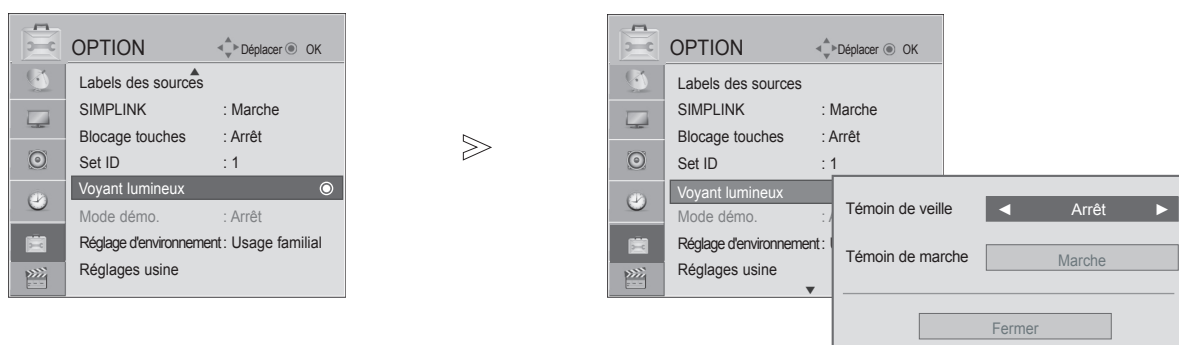 OPTION Déplacer OK
Labels des sources
SIMPLINK : Marche
Blocage touches : Arrêt
Set ID : 1
Voyant lumineux
Mode démo. : Arrêt
Réglage d'environnement : Usage familial
Réglages usine
OPTION Déplacer OK
Labels des sources
SIMPLINK : Marche
Blocage touches : Arrêt
Set ID : 1
Voyant lumineux
Mode démo. :
Réglage d'environnement :
Réglages usine
Témoin de veille ◄ Arrêt ►
Témoin de marche Marche
Fermer